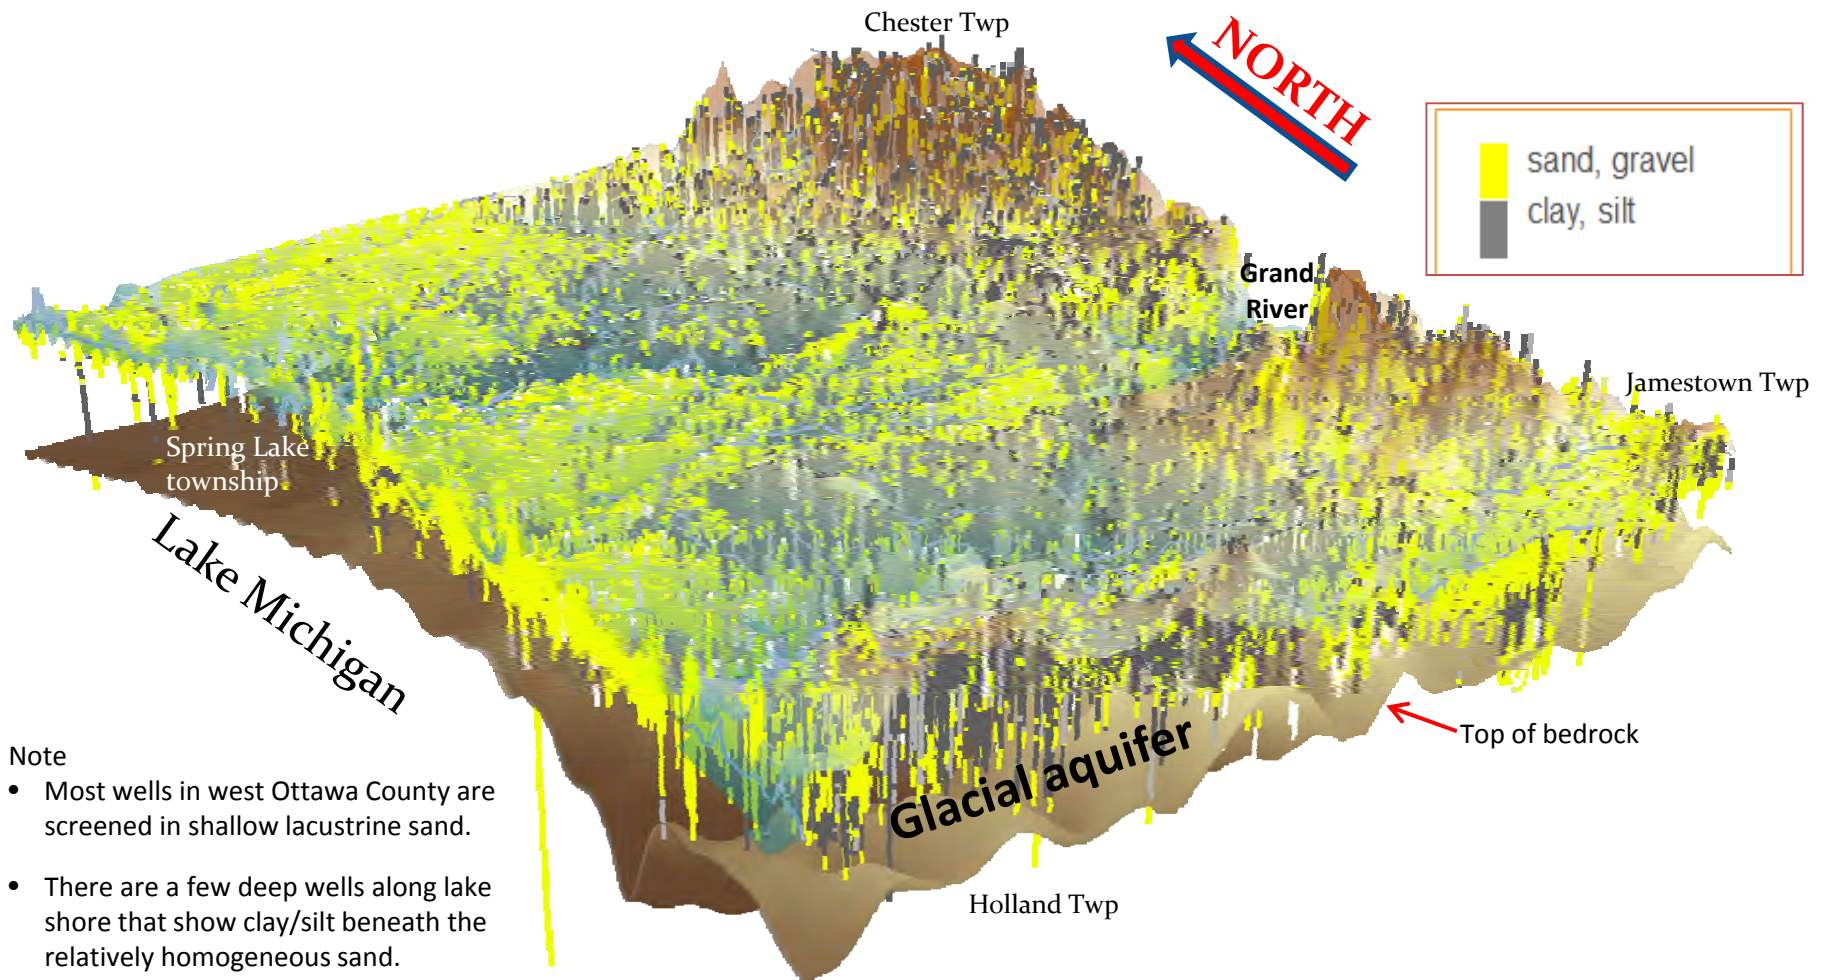 Chester Twp
NORTH
sand, gravel
clay, silt
Grand
River
Jamestown Twp
Spring Lake
township
Lake Michigan
Top of bedrock
Glacial aquifer
Holland Twp
Note
• Most wells in west Ottawa County are
screened in shallow lacustrine sand.
• There are a few deep wells along lake
shore that show clay/silt beneath the
relatively homogeneous sand.